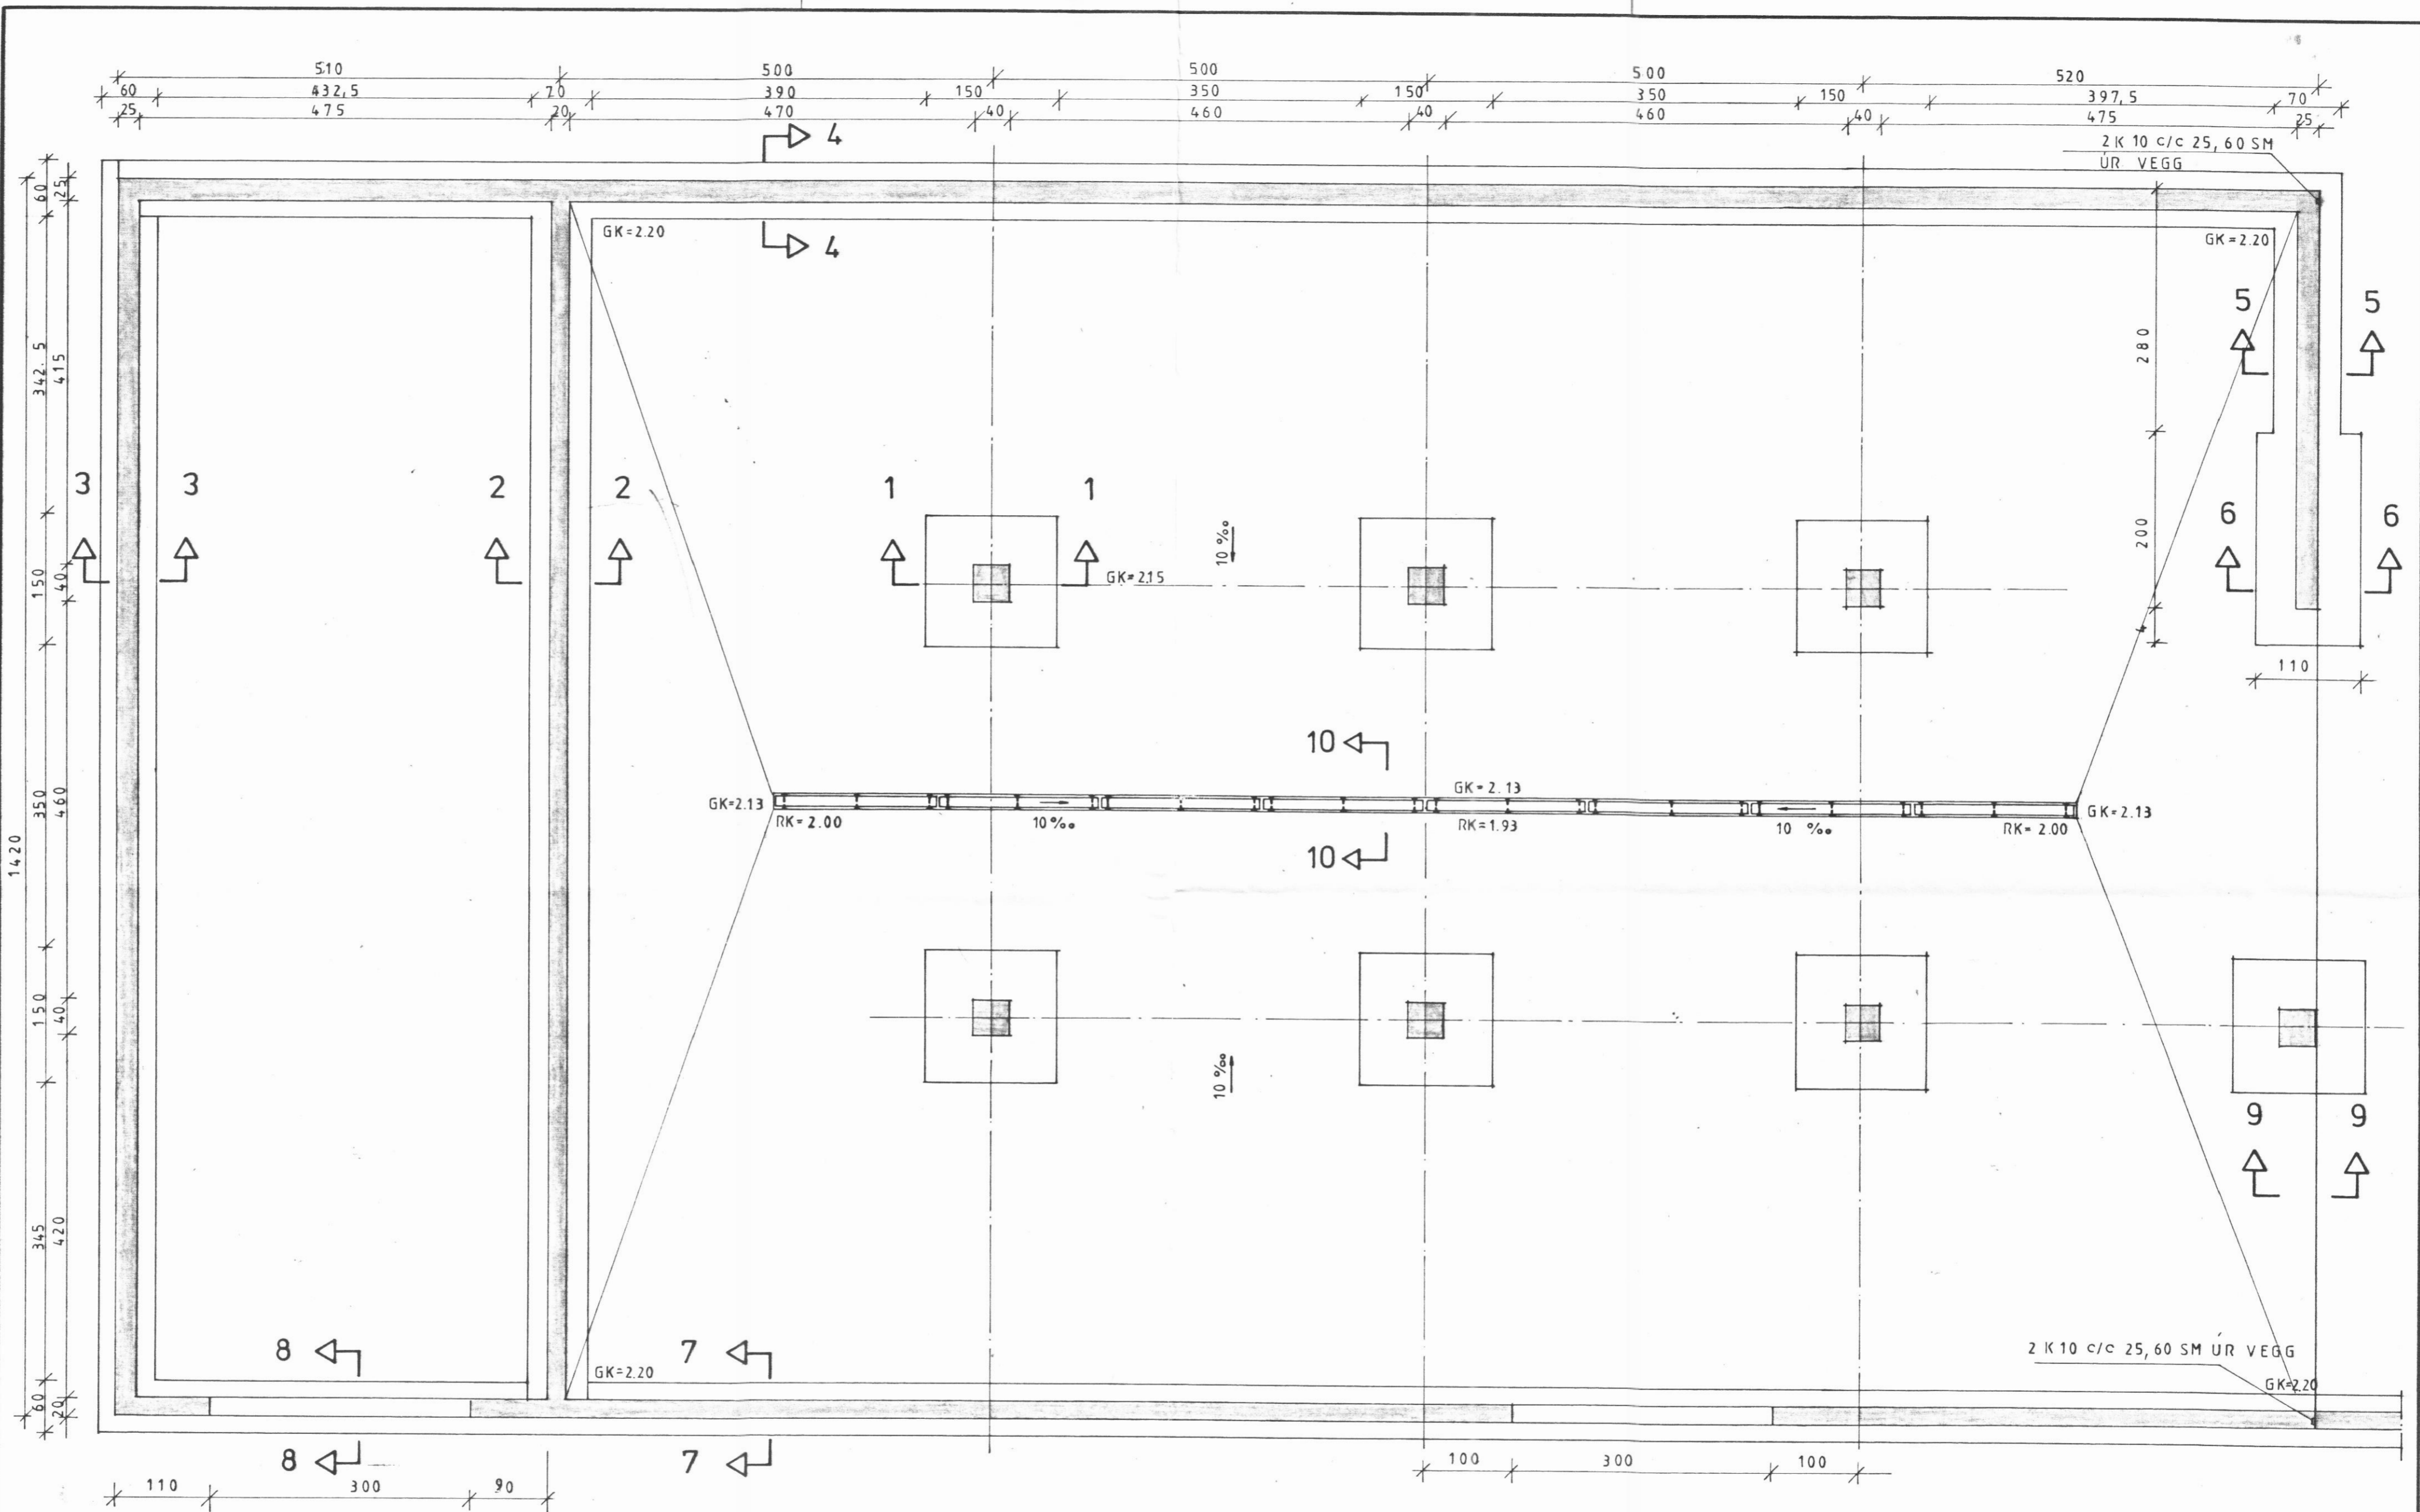 510 500 500 500 520
60 432,5 70 390 150 350 150 350 150 397,5 70
25 475 20 470 40 460 40 460 40 475 25
2 K 10 c/c 25, 60 SM
ÚR VEGG
4
4
GK=2.20
GK=2.20
60 25
342.5 415
150 40
350 460
1420
150 40
345 420
60 20
5 5
280
3 3 2 2 1 1
10 ‰
GK=2.15
6 6
200
110
10
GK=2.13
GK=2.13
GK=2.13
RK=2.00
10‰
RK=1.93
10 ‰
RK=2.00
10
10 ‰
9 9
8
7
GK=2.20
2 K 10 c/c 25,60 SM ÚR VEGG
GK=2.20
8
7
110 300 90
100 300 100